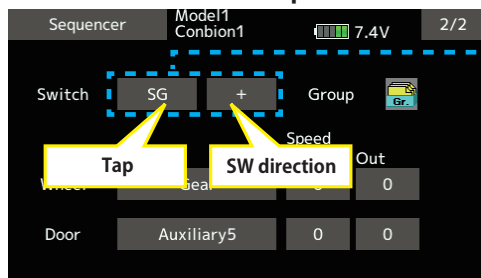 Sequencer
Model1
Conbion1
7.4V
2/2
Switch
SG
+
Group
Gr.
Speed
Out
Tap
SW direction
Wheel
Gear
0
0
Door
Auxiliary5
0
0